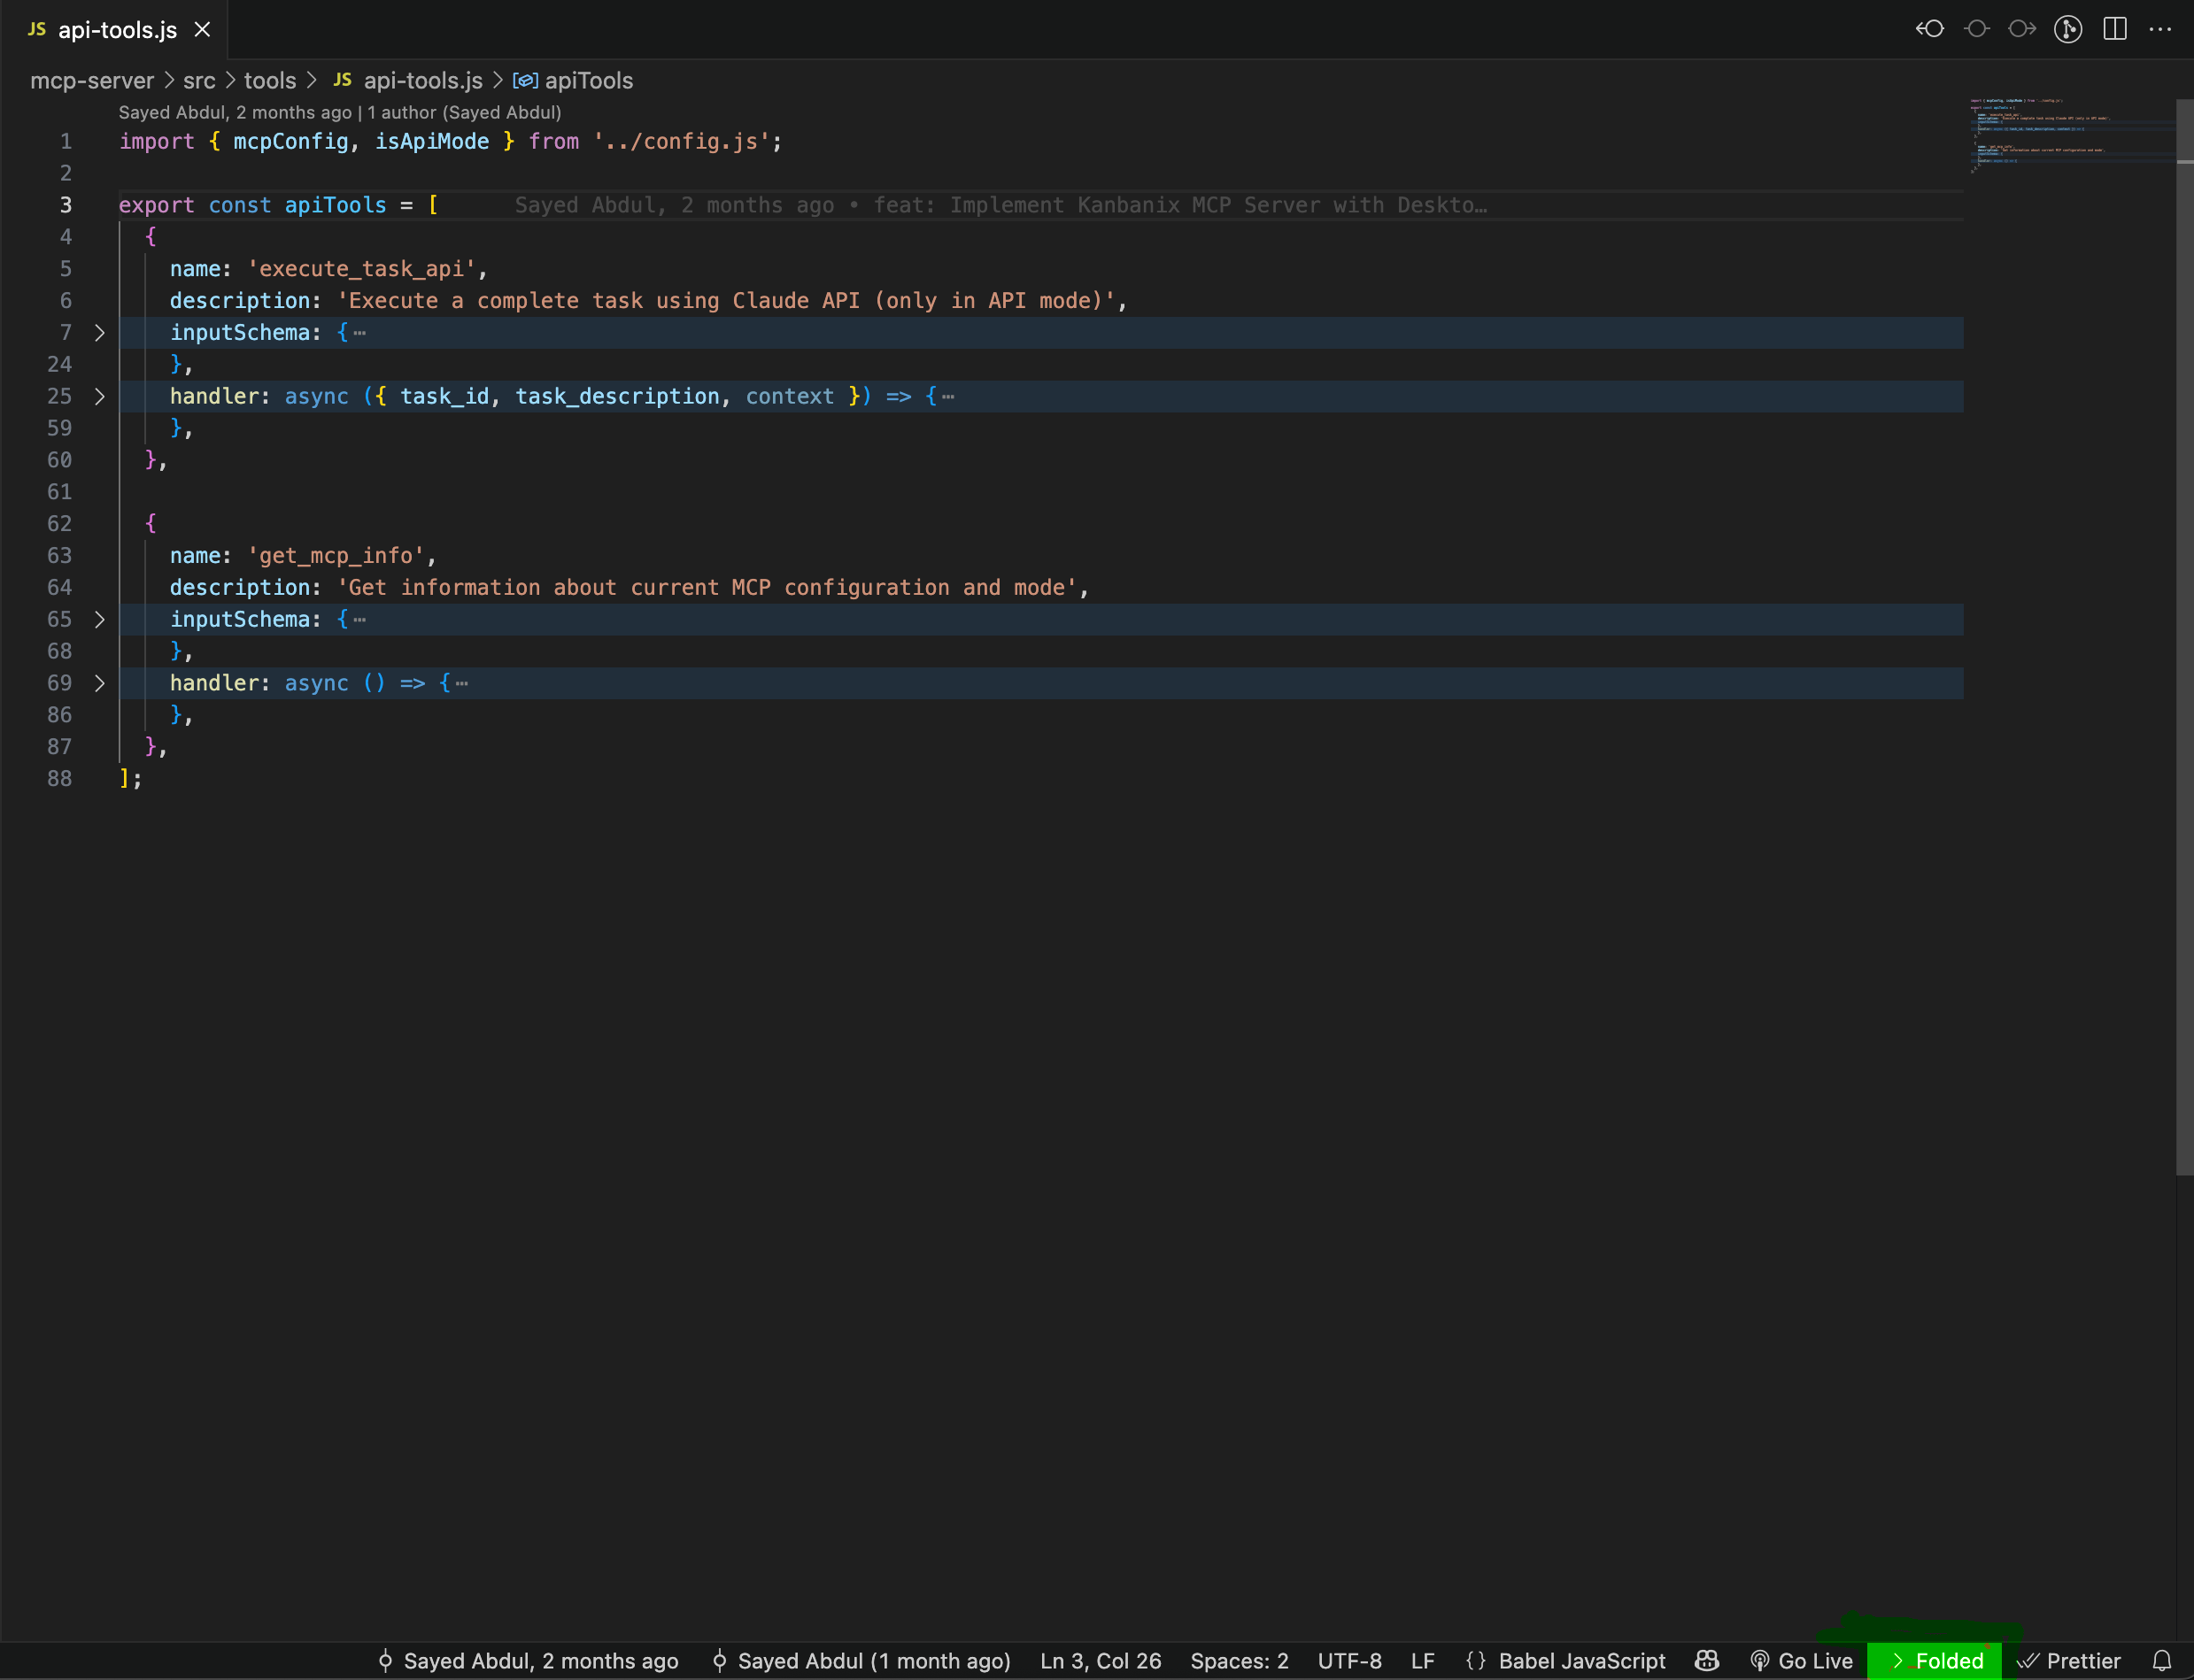 JS api-tools.js
mcp-server > src > tools > JS api-tools.js > apiTools
Sayed Abdul, 2 months ago | 1 author (Sayed Abdul)
1 import { mcpConfig, isApiMode } from '../config.js';
2
3 export const apiTools = [ Sayed Abdul, 2 months ago • feat: Implement Kanbanix MCP Server with Deskto…
4 {
5 name: 'execute_task_api',
6 description: 'Execute a complete task using Claude API (only in API mode)',
7 > inputSchema: {⋯
24 },
25 > handler: async ({ task_id, task_description, context }) => {⋯
59 },
60 },
61
62 {
63 name: 'get_mcp_info',
64 description: 'Get information about current MCP configuration and mode',
65 > inputSchema: {⋯
68 },
69 > handler: async () => {⋯
86 },
87 },
88 ];
Sayed Abdul, 2 months ago Sayed Abdul (1 month ago) Ln 3, Col 26 Spaces: 2 UTF-8 LF {} Babel JavaScript Go Live > Folded Prettier